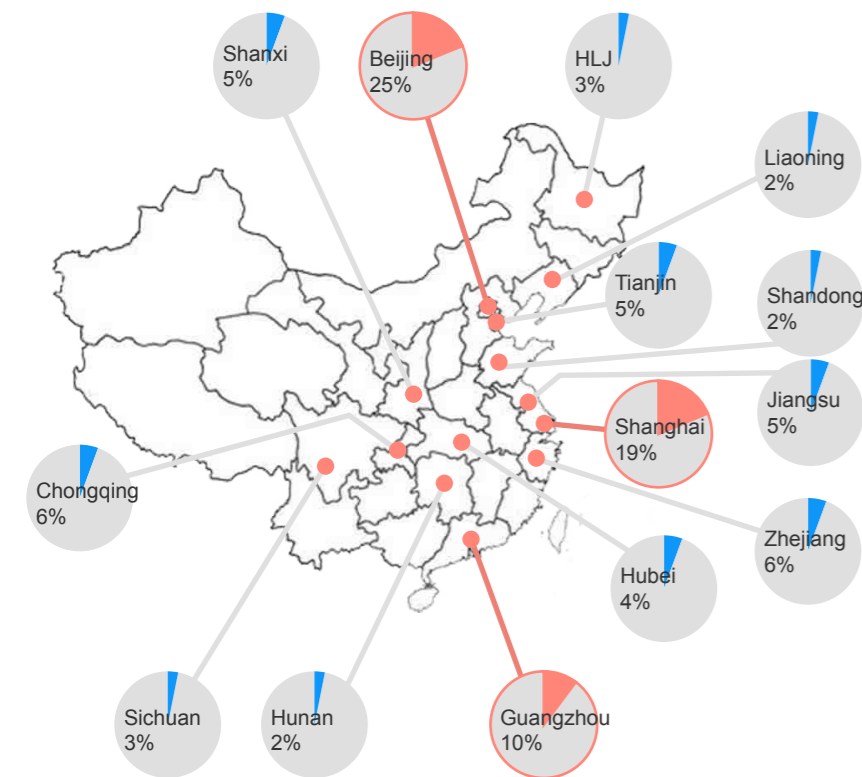 Shanxi
5%
Beijing
25%
HLJ
3%
Liaoning
2%
Tianjin
5%
Shandong
2%
Jiangsu
5%
Shanghai
19%
Chongqing
6%
Zhejiang
6%
Hubei
4%
Sichuan
3%
Hunan
2%
Guangzhou
10%